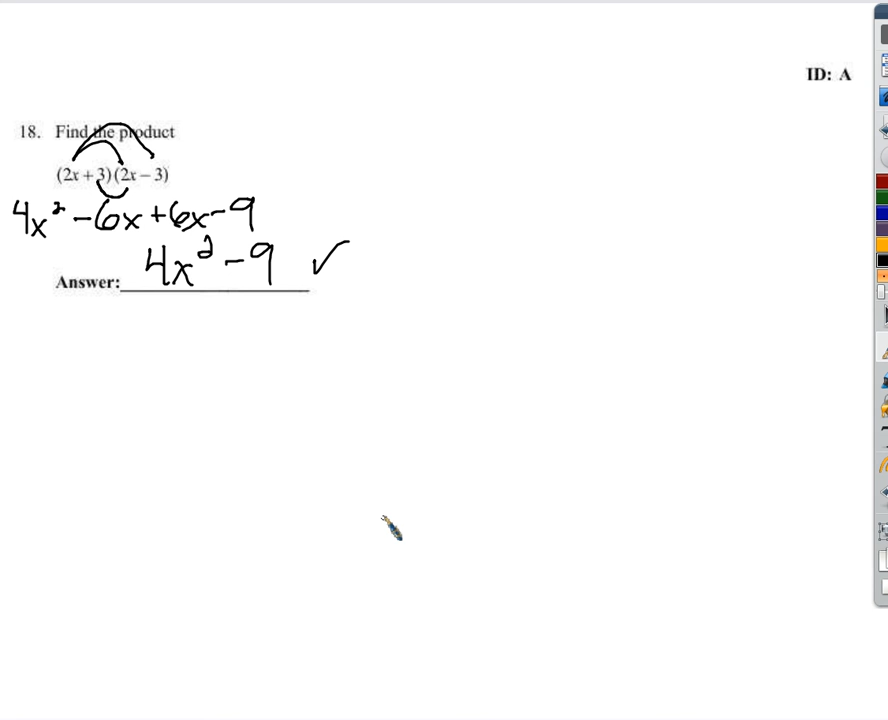 ID: A
18. Find the product
(2x + 3)(2x – 3)
4x² - 6x + 6x - 9
4x² - 9 ✓
Answer: